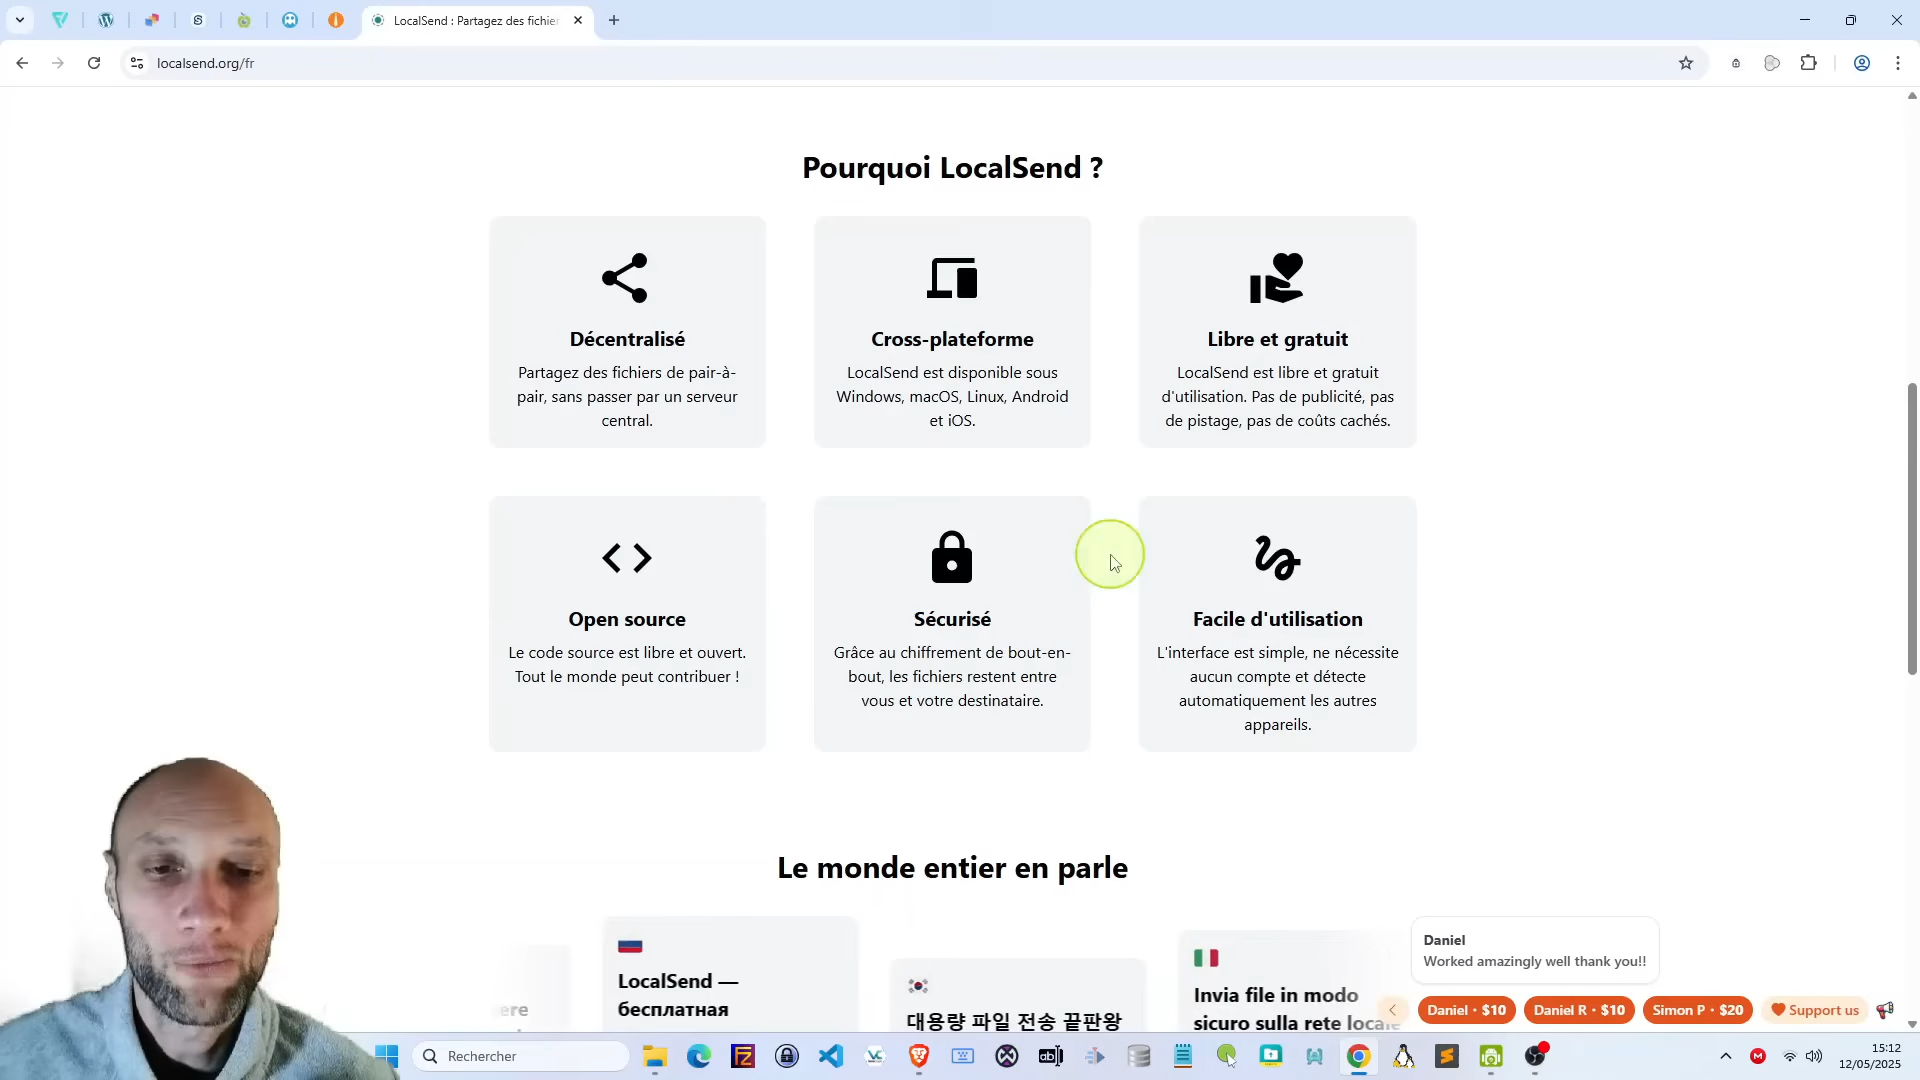 LocalSend : Partagez des fichie
localsend.org/fr
Pourquoi LocalSend ?
Décentralisé
Partagez des fichiers de pair-à-
pair, sans passer par un serveur
central.
Cross-plateforme
LocalSend est disponible sous
Windows, macOS, Linux, Android
et iOS.
Libre et gratuit
LocalSend est libre et gratuit
d'utilisation. Pas de publicité, pas
de pistage, pas de coûts cachés.
Open source
Le code source est libre et ouvert.
Tout le monde peut contribuer !
Sécurisé
Grâce au chiffrement de bout-en-
bout, les fichiers restent entre
vous et votre destinataire.
Facile d'utilisation
L'interface est simple, ne nécessite
aucun compte et détecte
automatiquement les autres
appareils.
Le monde entier en parle
ere
LocalSend —
бесплатная
대용량 파일 전송 끝판왕
Invia file in modo
sicuro sulla rete locale
Daniel
Worked amazingly well thank you!!
Daniel • $10
Daniel R • $10
Simon P • $20
Support us
Rechercher
15:12
12/05/2025